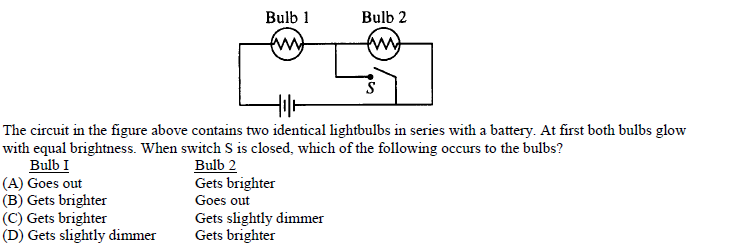 Bulb 1 Bulb 2
S
The circuit in the figure above contains two identical lightbulbs in series with a battery. At first both bulbs glow
with equal brightness. When switch S is closed, which of the following occurs to the bulbs?
Bulb I Bulb 2
(A) Goes out Gets brighter
(B) Gets brighter Goes out
(C) Gets brighter Gets slightly dimmer
(D) Gets slightly dimmer Gets brighter